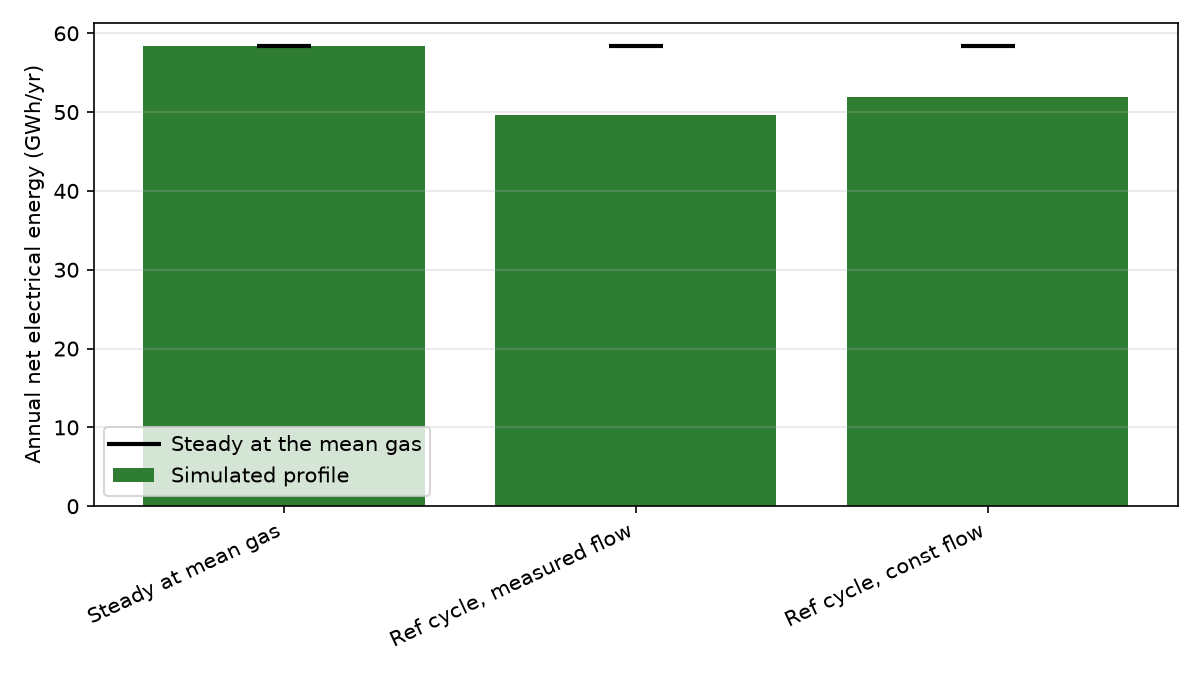 Annual net electrical energy (GWh/yr)
60
50
40
30
20
10
0
Steady at the mean gas
Simulated profile
Steady at mean gas
Ref cycle, measured flow
Ref cycle, const flow